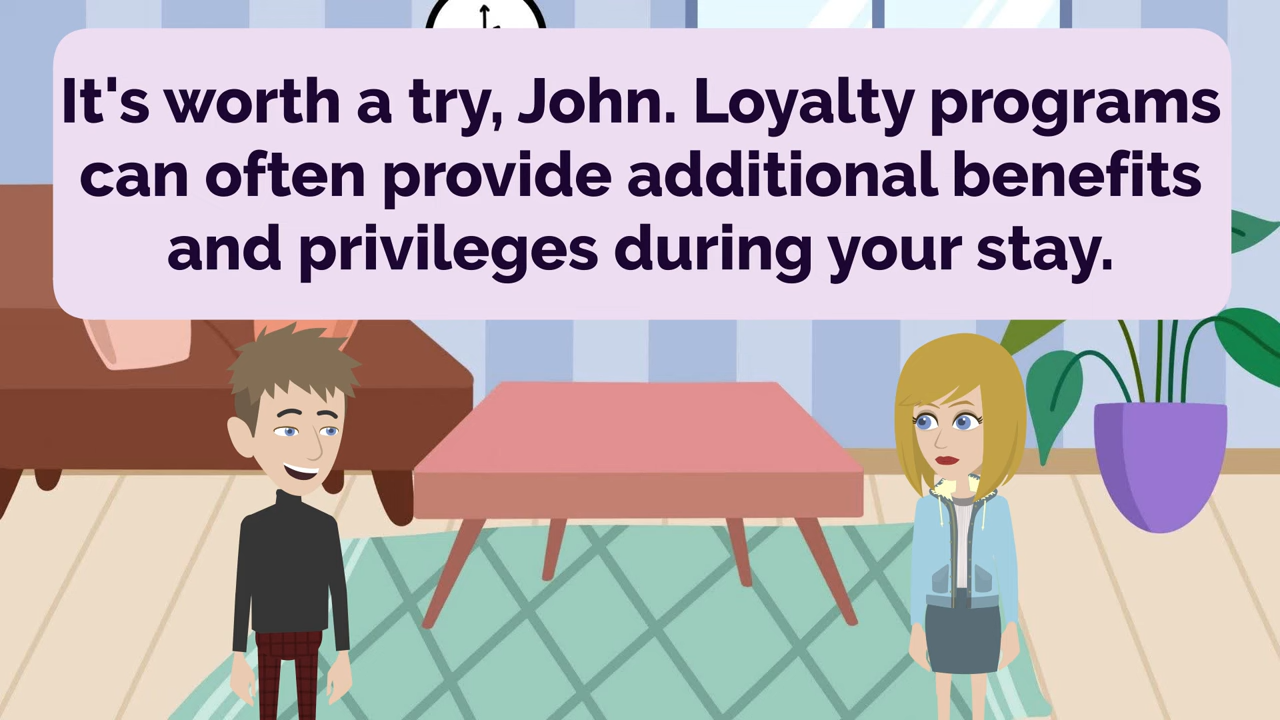 It's worth a try, John. Loyalty programs
can often provide additional benefits
and privileges during your stay.